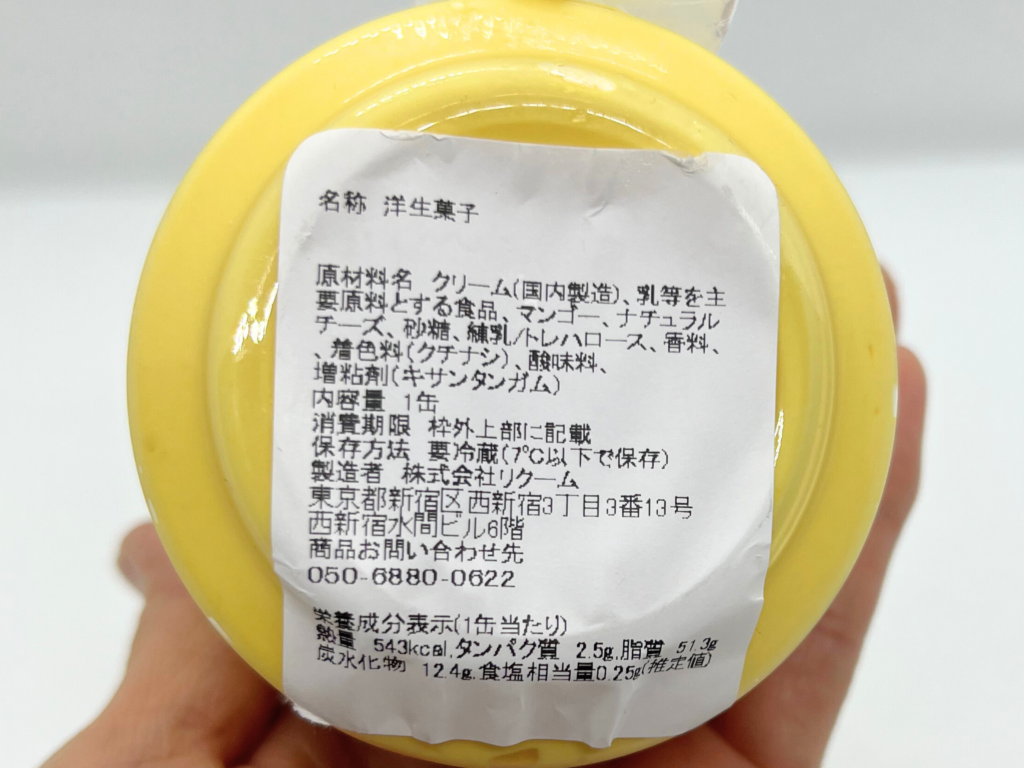 名称 洋生菓子
原材料名 クリーム(国内製造)、乳等を主
要原料とする食品、マンゴー、ナチュラル
チーズ、砂糖、練乳/トレハロース、香料、
、着色料(クチナシ)、酸味料、
増粘剤(キサンタンガム)
内容量 1缶
消費期限 枠外上部に記載
保存方法 要冷蔵(7℃以下で保存)
製造者 株式会社リクーム
東京都新宿区西新宿3丁目3番13号
西新宿水間ビル6階
商品お問い合わせ先
050-6880-0622
栄養成分表示(1缶当たり)
熱量 543kcal,タンパク質 2.5g,脂質 51.3g
炭水化物 12.4g,食塩相当量0.25g(推定値)